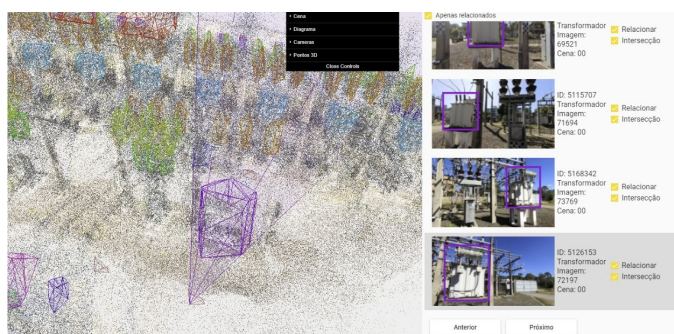 Cena
Diagrama
Cameras
Pontos 3D
Close Controls
Apenas relacionados
Transformador
Imagem:
69521
Cena: 00
Relacionar
Intersecção
ID: 5115707
Transformador
Imagem:
71694
Cena: 00
Relacionar
Intersecção
ID: 5168342
Transformador
Imagem:
73769
Cena: 00
Relacionar
Intersecção
ID: 5126153
Transformador
Imagem:
72197
Cena: 00
Relacionar
Intersecção
Anterior
Próximo